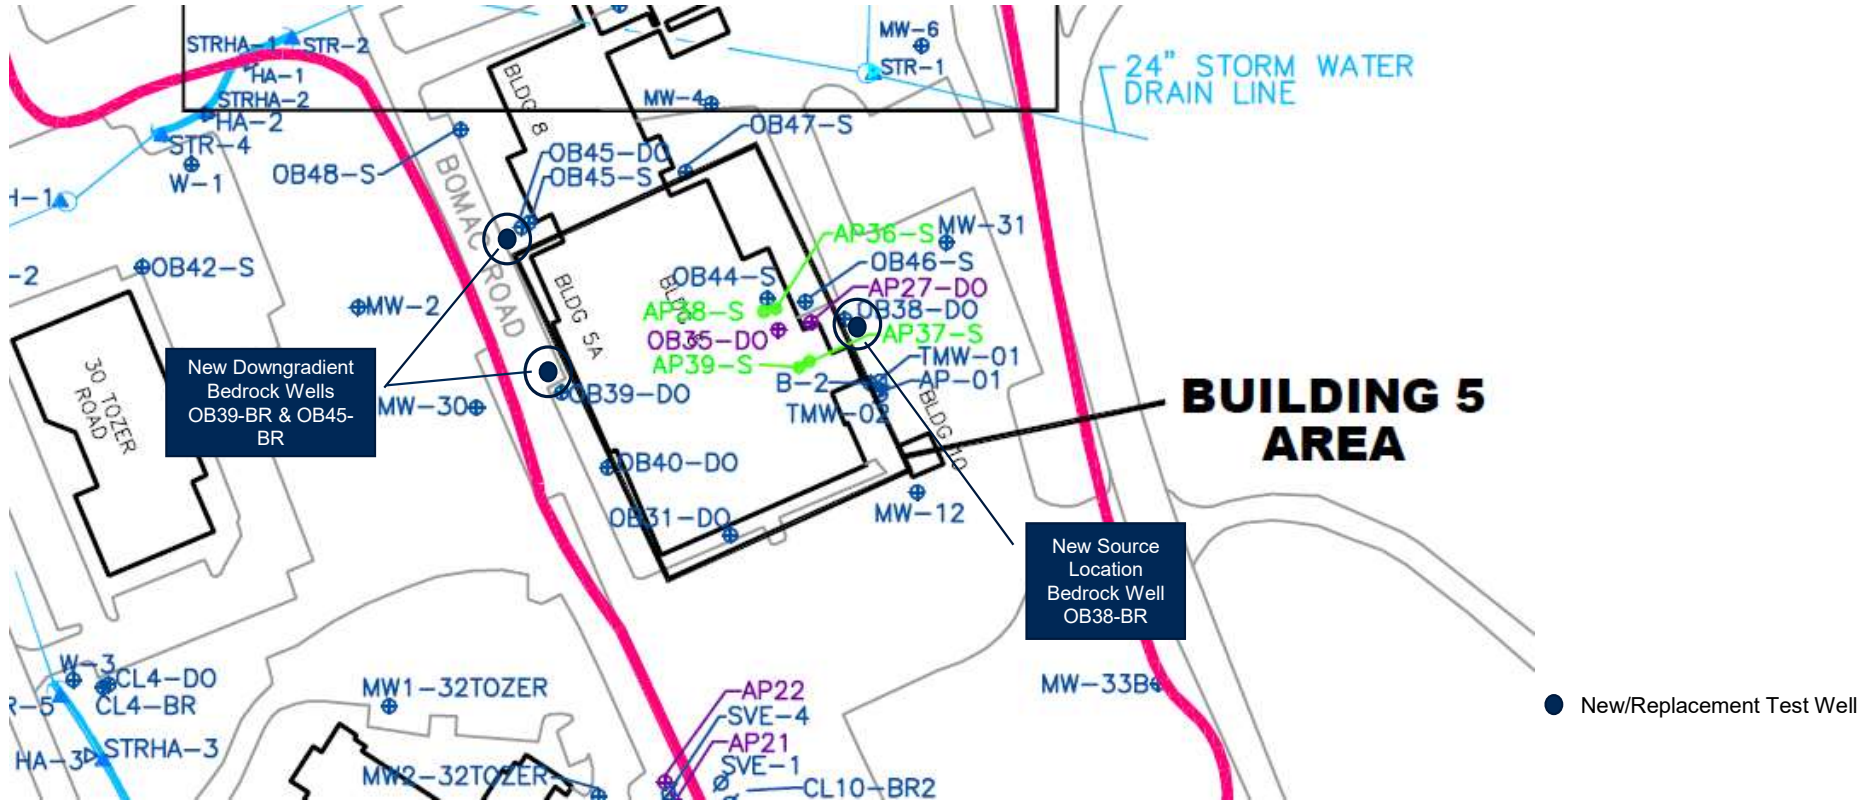 STRHA-1
STR-2
HA-1
STRHA-2
HA-2
STR-4
W-1
OB48-S
BLDG 8
MW-4
OB47-S
MW-6
STR-1
24" STORM WATER
DRAIN LINE
H-1
-2
OB42-S
OB45-DO
OB45-S
BOMAC ROAD
MW-2
BLDG 5A
AP36-S
MW-31
OB46-S
OB44-S
AP27-DO
AP38-S
OB38-DO
OB35-DO
AP37-S
AP39-S
TMW-01
B-2
AP-01
TMW-02
BLDG 10
30 TOZER
ROAD
New Downgradient
Bedrock Wells
OB39-BR & OB45-
BR
MW-30
OB39-DO
BUILDING 5
AREA
OB40-DO
OB31-DO
MW-12
New Source
Location
Bedrock Well
OB38-BR
W-3
CL4-DO
CL4-BR
R-5
HA-3
STRHA-3
MW1-32TOZER
MW2-32TOZER
AP22
SVE-4
AP21
SVE-1
CL10-BR2
MW-33B
New/Replacement Test Well